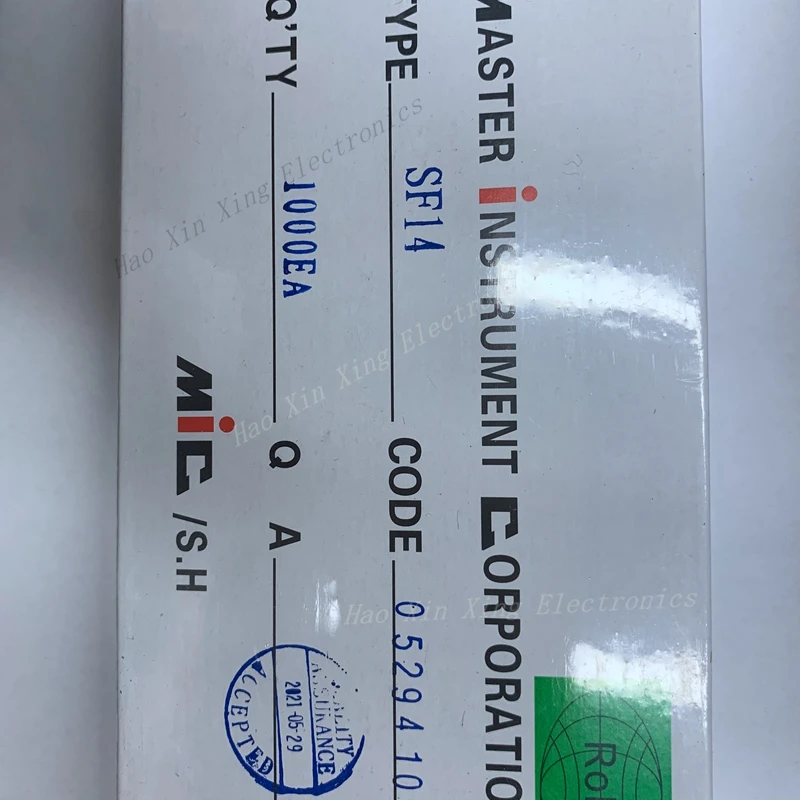 MASTER INSTRUMENT CORPORATIO
TYPE SF14 CODE 0529410
Q'TY 1000EA Q A
QUALITY
ASSURANCE
2021-05-29
ACCEPTED
MIC /S.H
RoH
Hao Xin Xing Electronics
Hao Xin Xing Electronics
Hao Xin Xing Electronics